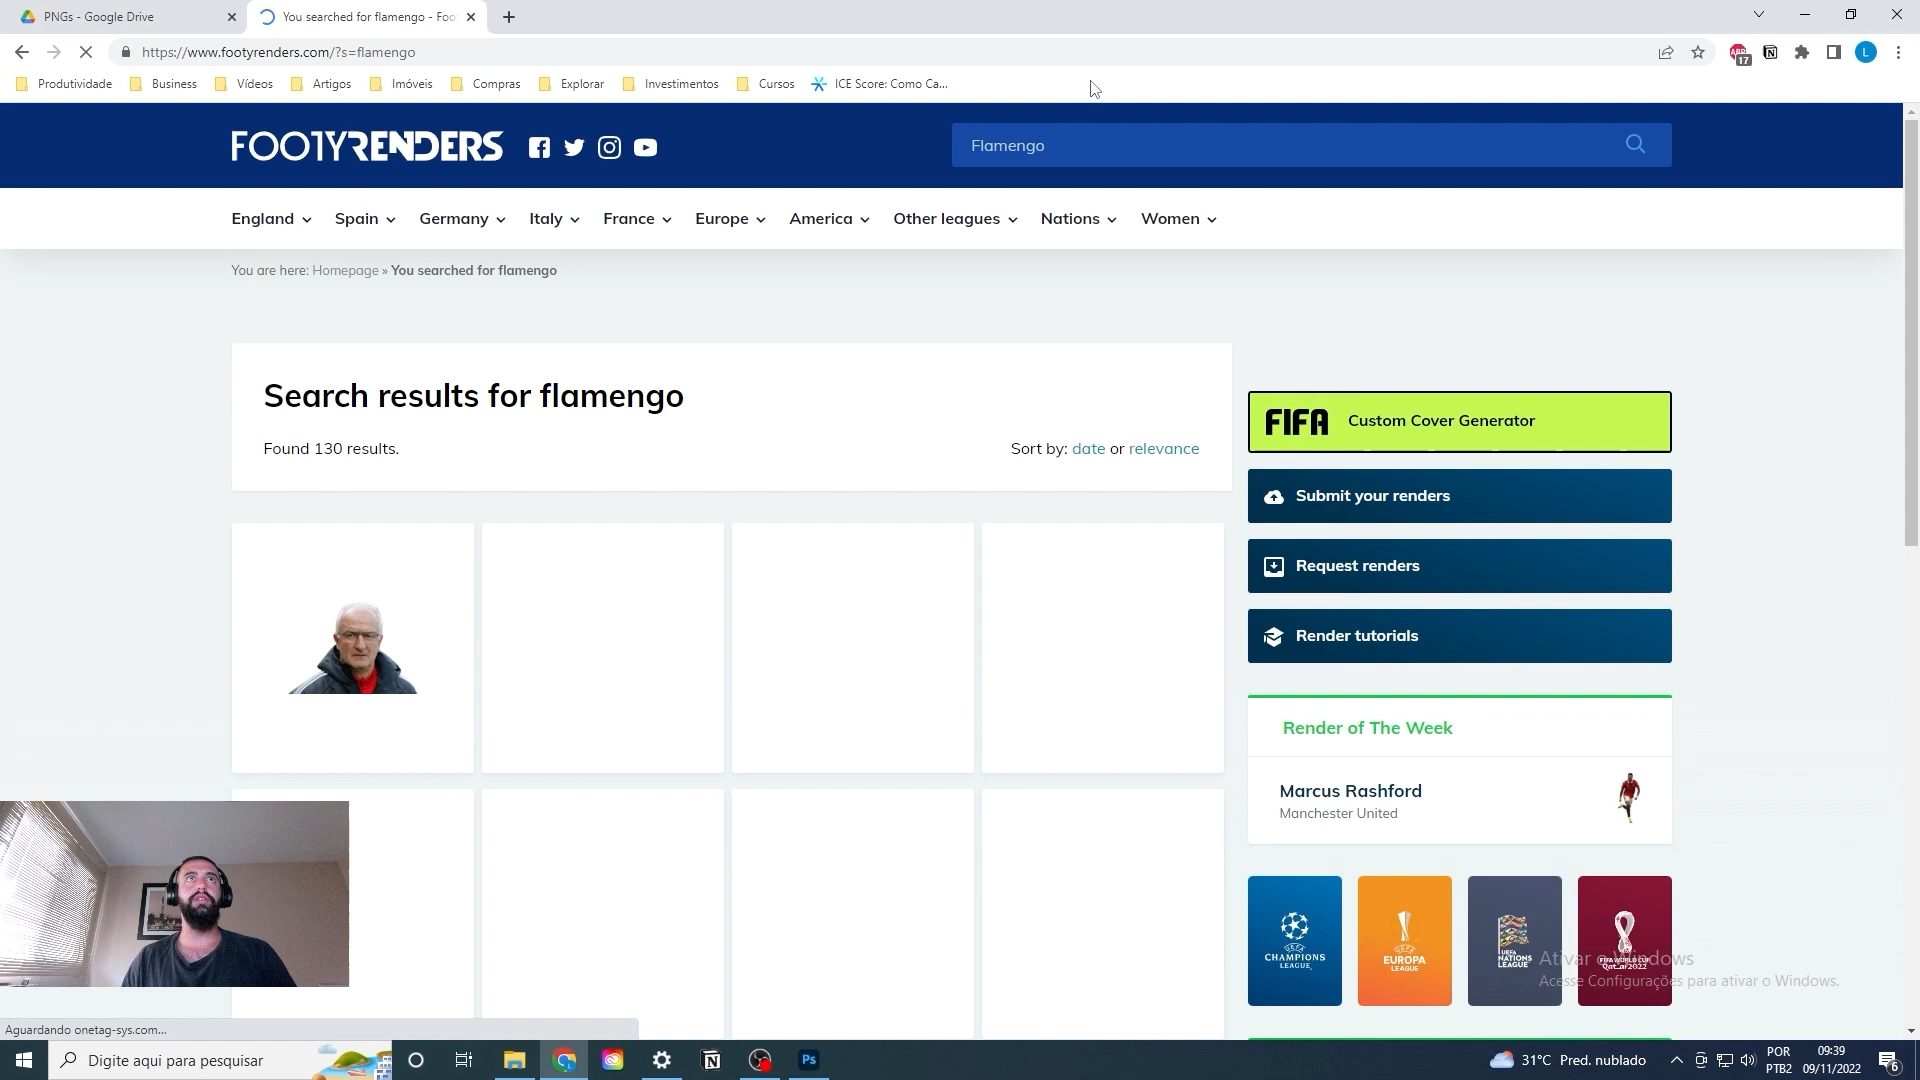 PNGs - Google Drive
You searched for flamengo - Foo
https://www.footyrenders.com/?s=flamengo
17
L
Produtividade
Business
Vídeos
Artigos
Imóveis
Compras
Explorar
Investimentos
Cursos
ICE Score: Como Ca...
FOOTYRENDERS
Flamengo
England
Spain
Germany
Italy
France
Europe
America
Other leagues
Nations
Women
You are here: Homepage » You searched for flamengo
Search results for flamengo
Found 130 results.
Sort by: date or relevance
FIFA Custom Cover Generator
Submit your renders
Request renders
Render tutorials
Render of The Week
Marcus Rashford
Manchester United
UEFA
CHAMPIONS
LEAGUE
UEFA
EUROPA
LEAGUE
UEFA
NATIONS
LEAGUE
FIFA WORLD CUP
Qatar2022
Ativar o Windows
Acesse Configurações para ativar o Windows.
Aguardando onetag-sys.com...
Digite aqui para pesquisar
Ps
31°C Pred. nublado
POR
PTB2
09:39
09/11/2022
6